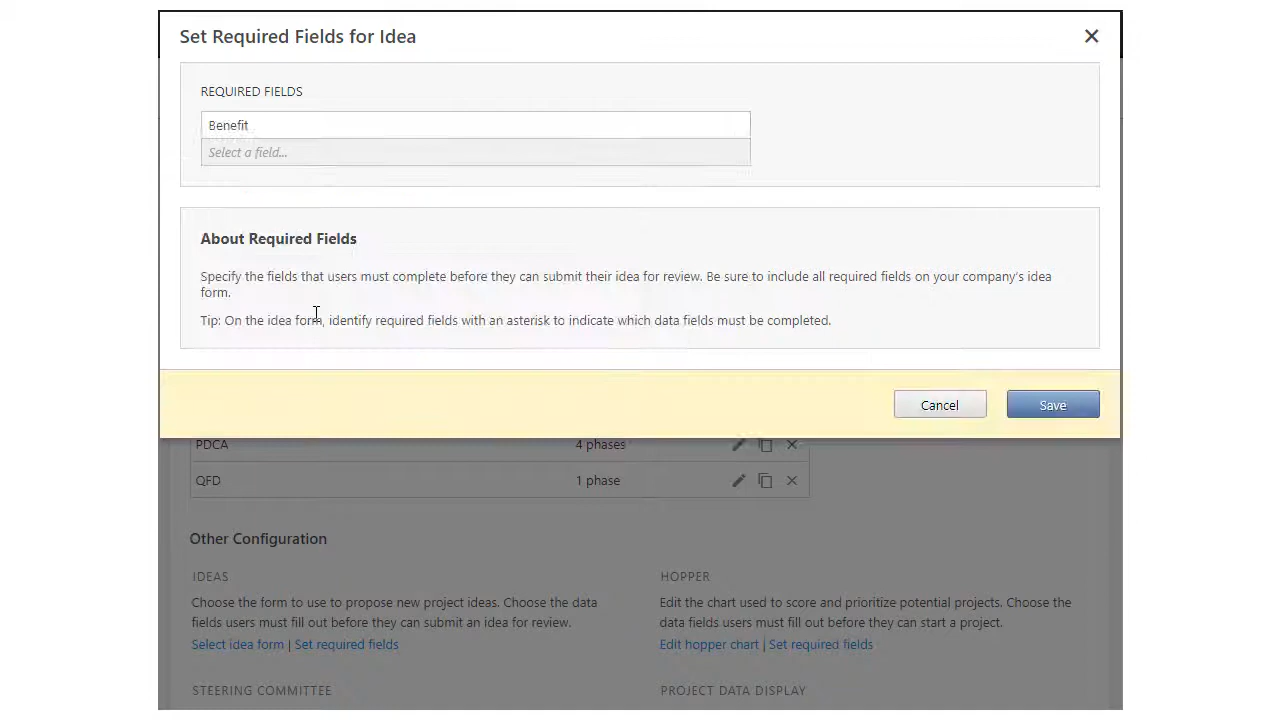 Set Required Fields for Idea
REQUIRED FIELDS
Benefit
Select a field...
About Required Fields
Specify the fields that users must complete before they can submit their idea for review. Be sure to include all required fields on your company's idea
form.
Tip: On the idea form, identify required fields with an asterisk to indicate which data fields must be completed.
Cancel Save
PDCA 4 phases
QFD 1 phase
Other Configuration
IDEAS HOPPER
Choose the form to use to propose new project ideas. Choose the data Edit the chart used to score and prioritize potential projects. Choose the
fields users must fill out before they can submit an idea for review. data fields users must fill out before they can start a project.
Select idea form | Set required fields Edit hopper chart | Set required fields
STEERING COMMITTEE PROJECT DATA DISPLAY